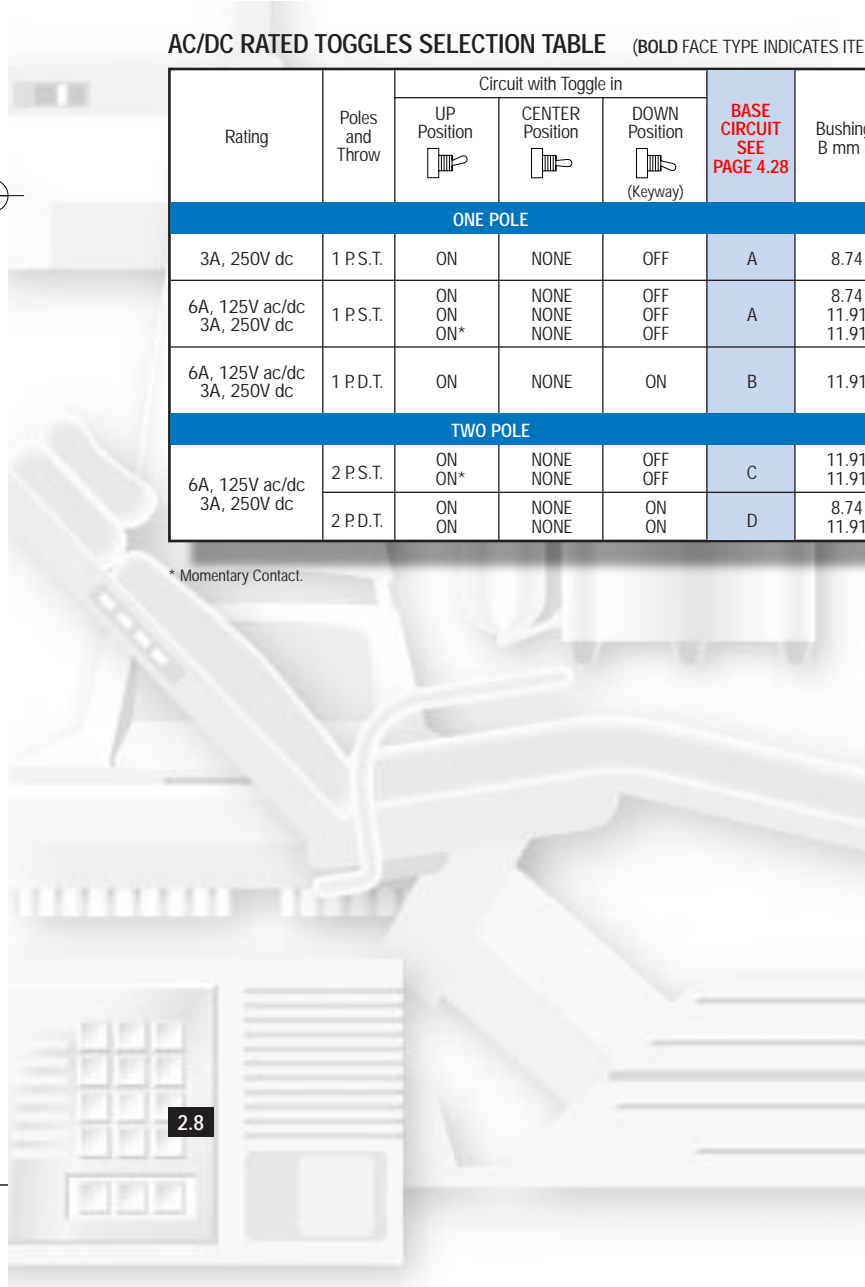 AC/DC RATED TOGGLES SELECTION TABLE (BOLD FACE TYPE INDICATES ITE
Circuit with Toggle in
Rating
Poles and Throw
UP Position
CENTER Position
DOWN Position
(Keyway)
BASE CIRCUIT SEE PAGE 4.28
Bushing B mm
ONE POLE
3A, 250V dc 1 P.S.T. ON NONE OFF A 8.74
6A, 125V ac/dc 3A, 250V dc 1 P.S.T. A
ON NONE OFF 8.74
ON NONE OFF 11.91
ON* NONE OFF 11.91
6A, 125V ac/dc 3A, 250V dc 1 P.D.T. ON NONE ON B 11.91
TWO POLE
6A, 125V ac/dc
3A, 250V dc
2 P.S.T. C
ON NONE OFF 11.91
ON* NONE OFF 11.91
2 P.D.T. D
ON NONE ON 8.74
ON NONE ON 11.91
* Momentary Contact.
2.8